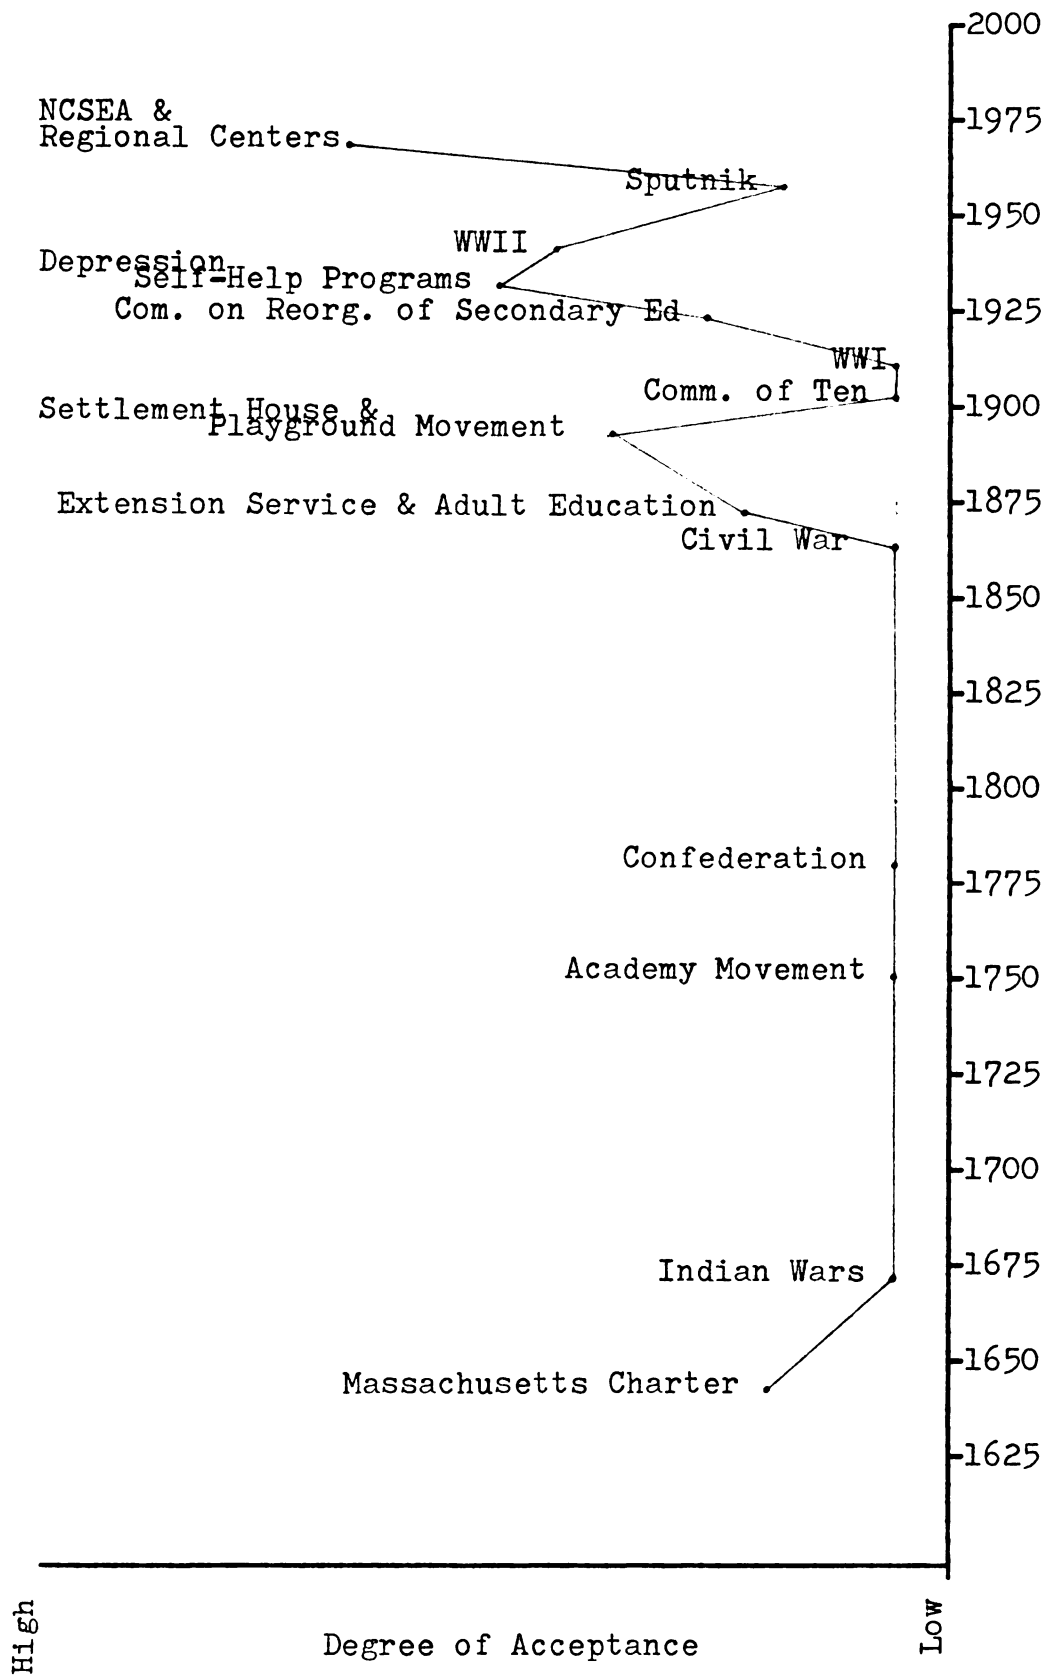 2000
NCSEA &
1975
Regional Centers
Sputnik
1950
WWII
Depression
Self-Help Programs
Com. on Reorg. of Secondary Ed
1925
WWI
Comm. of Ten
1900
Settlement House &
Playground Movement
1875
Extension Service & Adult Education
Civil War
1850
1825
1800
Confederation
1775
Academy Movement
1750
1725
1700
Indian Wars
1675
1650
Massachusetts Charter
1625
High
Degree of Acceptance
Low